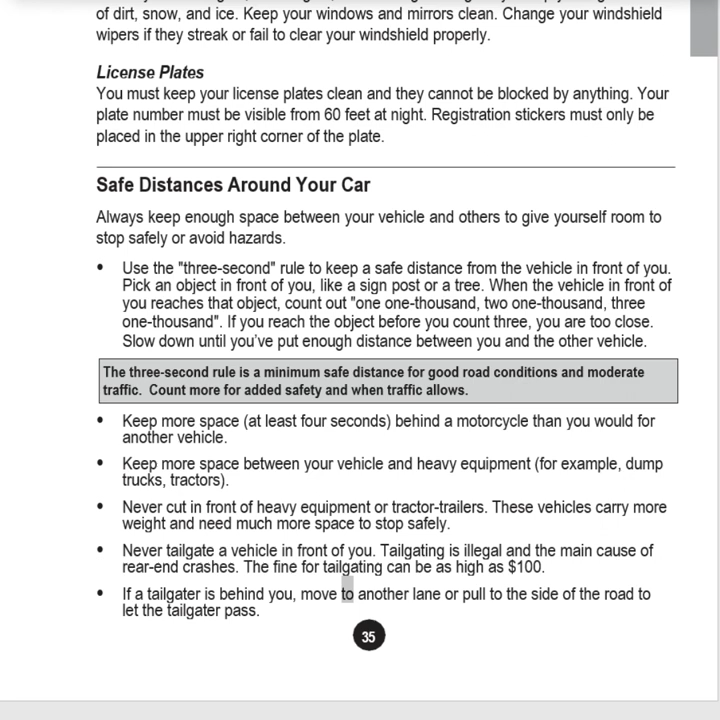 of dirt, snow, and ice. Keep your windows and mirrors clean. Change your windshield
wipers if they streak or fail to clear your windshield properly.
License Plates
You must keep your license plates clean and they cannot be blocked by anything. Your
plate number must be visible from 60 feet at night. Registration stickers must only be
placed in the upper right corner of the plate.
Safe Distances Around Your Car
Always keep enough space between your vehicle and others to give yourself room to
stop safely or avoid hazards.
• Use the "three-second" rule to keep a safe distance from the vehicle in front of you.
Pick an object in front of you, like a sign post or a tree. When the vehicle in front of
you reaches that object, count out "one one-thousand, two one-thousand, three
one-thousand". If you reach the object before you count three, you are too close.
Slow down until you've put enough distance between you and the other vehicle.
The three-second rule is a minimum safe distance for good road conditions and moderate
traffic. Count more for added safety and when traffic allows.
• Keep more space (at least four seconds) behind a motorcycle than you would for
another vehicle.
• Keep more space between your vehicle and heavy equipment (for example, dump
trucks, tractors).
• Never cut in front of heavy equipment or tractor-trailers. These vehicles carry more
weight and need much more space to stop safely.
• Never tailgate a vehicle in front of you. Tailgating is illegal and the main cause of
rear-end crashes. The fine for tailgating can be as high as $100.
• If a tailgater is behind you, move to another lane or pull to the side of the road to
let the tailgater pass.
35